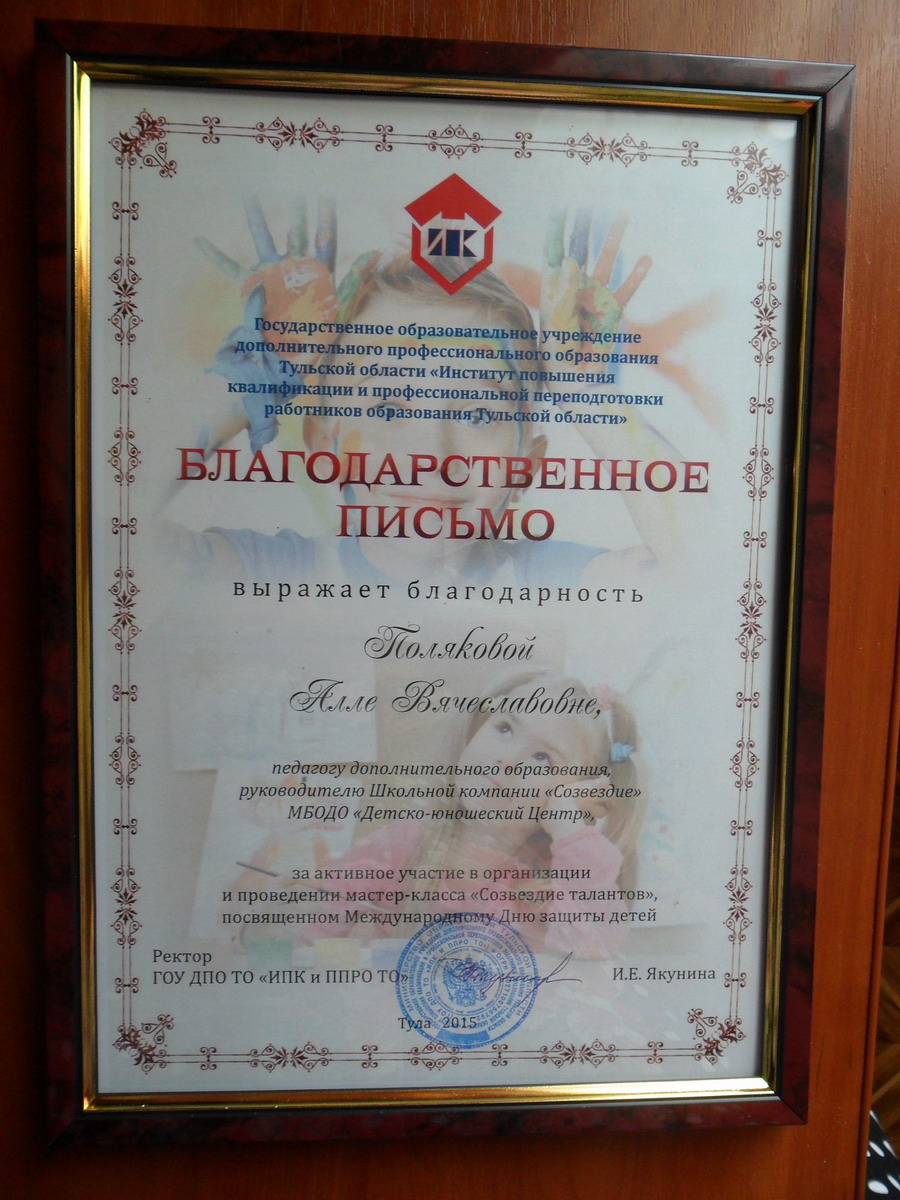 ИПК
Государственное образовательное учреждение
дополнительного профессионального образования
Тульской области «Институт повышения
квалификации и профессиональной переподготовки
работников образования Тульской области»
БЛАГОДАРСТВЕННОЕ
ПИСЬМО
выражает благодарность
Поляковой
Алле Вячеславовне,
педагогу дополнительного образования,
руководителю Школьной компании «Созвездие»
МБОДО «Детско-юношеский Центр»,
за активное участие в организации
и проведении мастер-класса «Созвездие талантов»,
посвященном Международному Дню защиты детей
Ректор
ГОУ ДПО ТО «ИПК и ППРО ТО»
И.Е. Якунина
Тула 2015